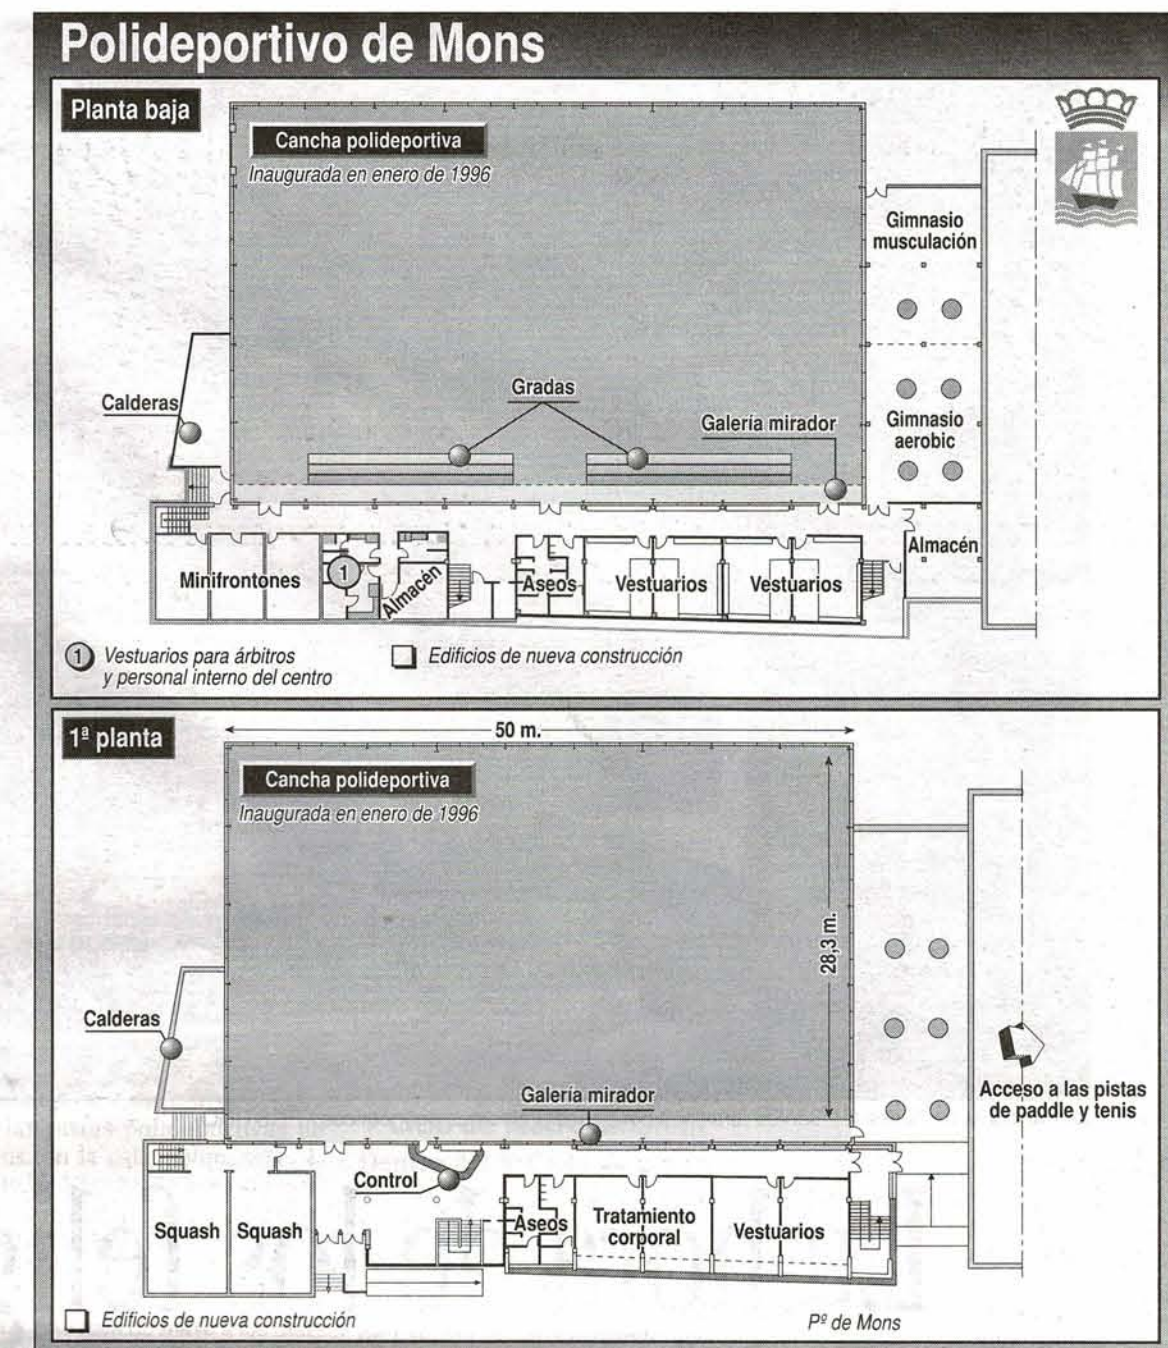 Polideportivo de Mons
Planta baja
Cancha polideportiva
Inaugurada en enero de 1996
Gimnasio
musculación
Calderas
Gradas
Galería mirador
Gimnasio
aerobic
Minifrontones
1
Almacén
Aseos
Vestuarios
Vestuarios
Almacén
1 Vestuarios para árbitros
y personal interno del centro
Edificios de nueva construcción
1ª planta
50 m.
Cancha polideportiva
Inaugurada en enero de 1996
28,3 m.
Calderas
Galería mirador
Acceso a las pistas
de paddle y tenis
Control
Squash
Squash
Aseos
Tratamiento
corporal
Vestuarios
Edificios de nueva construcción
Pº de Mons